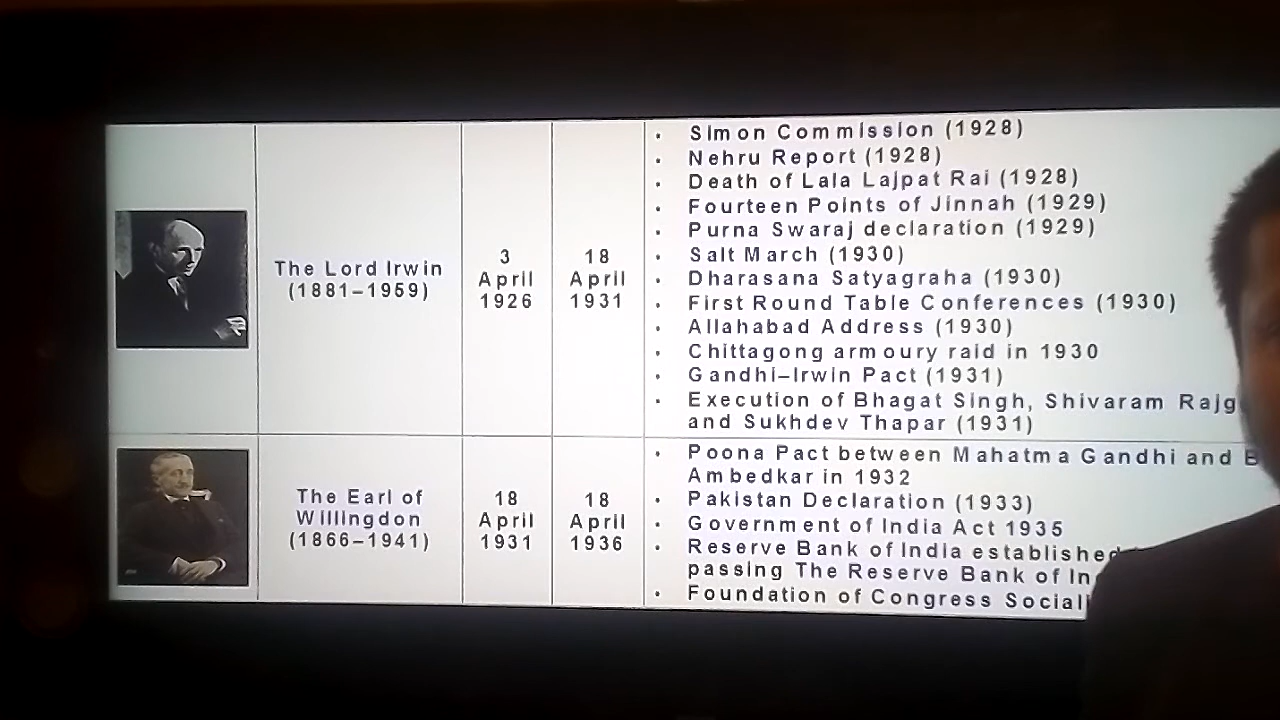 The Lord Irwin
(1881–1959)
3
April
1926
18
April
1931
Simon Commission (1928)
Nehru Report (1928)
Death of Lala Lajpat Rai (1928)
Fourteen Points of Jinnah (1929)
Purna Swaraj declaration (1929)
Salt March (1930)
Dharasana Satyagraha (1930)
First Round Table Conferences (1930)
Allahabad Address (1930)
Chittagong armoury raid in 1930
Gandhi–Irwin Pact (1931)
Execution of Bhagat Singh, Shivaram
and Sukhdev Thapar (1931)
The Earl of
Willingdon
(1866–1941)
18
April
1931
18
April
1936
Poona Pact between Mahatma Gandhi and
Ambedkar in 1932
Pakistan Declaration (1933)
Government of India Act 1935
Reserve Bank of India established
passing The Reserve Bank of
Foundation of Congress